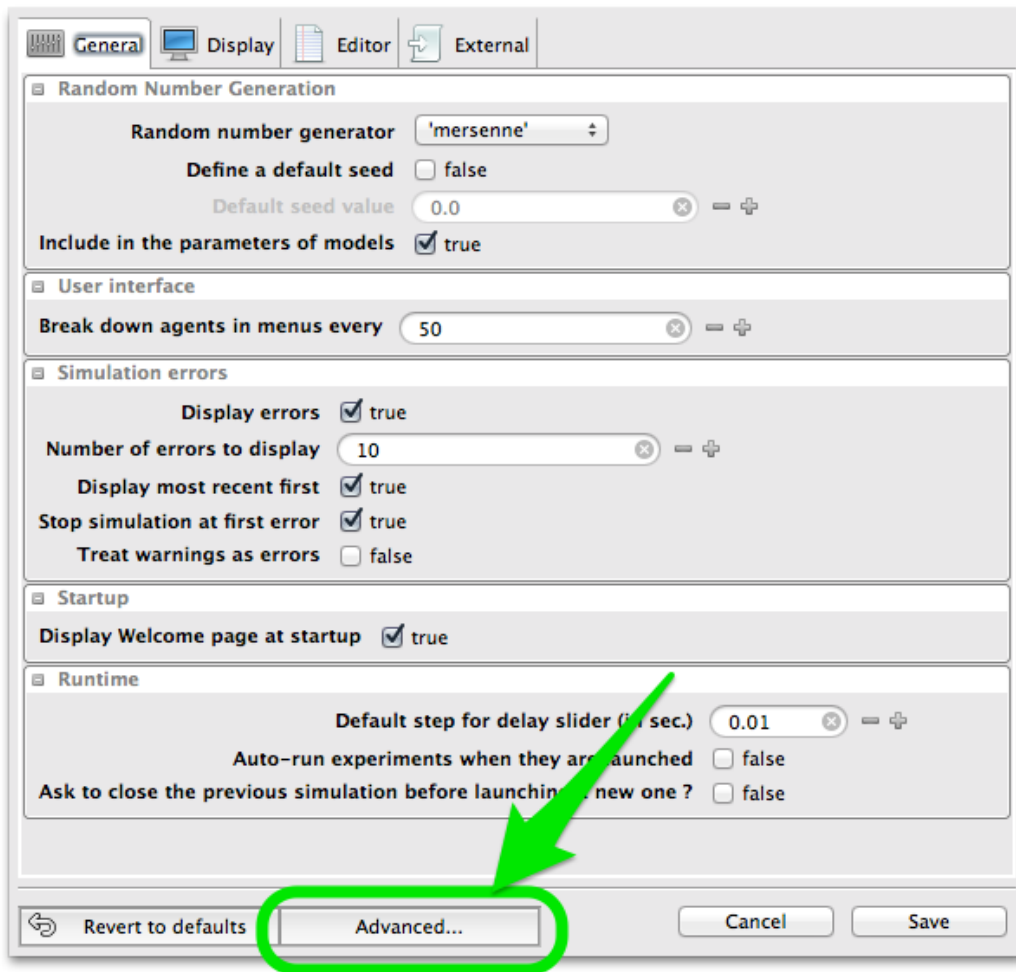 General Display Editor External
Random Number Generation
Random number generator 'mersenne'
Define a default seed false
Default seed value 0.0
Include in the parameters of models true
User interface
Break down agents in menus every 50
Simulation errors
Display errors true
Number of errors to display 10
Display most recent first true
Stop simulation at first error true
Treat warnings as errors false
Startup
Display Welcome page at startup true
Runtime
Default step for delay slider (in sec.) 0.01
Auto-run experiments when they are launched false
Ask to close the previous simulation before launching a new one ? false
Revert to defaults Advanced... Cancel Save